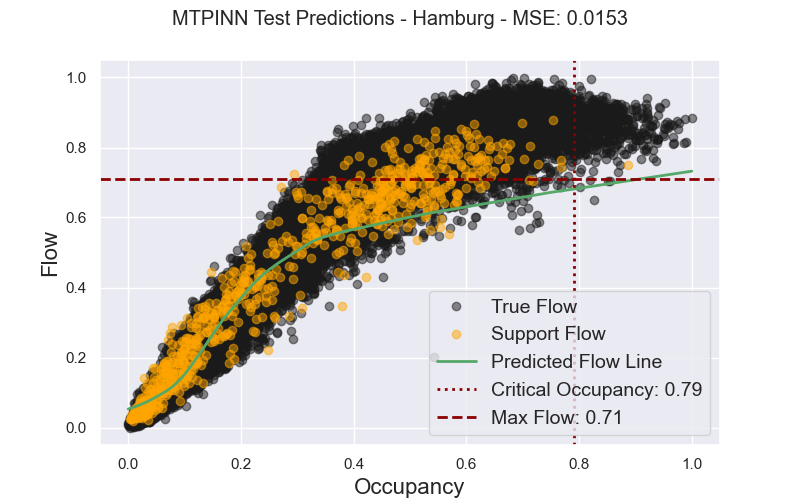 MTPINN Test Predictions - Hamburg - MSE: 0.0153
1.0
0.8
0.6
0.4
0.2
0.0
Flow
True Flow
Support Flow
Predicted Flow Line
Critical Occupancy: 0.79
Max Flow: 0.71
0.0 0.2 0.4 0.6 0.8 1.0
Occupancy